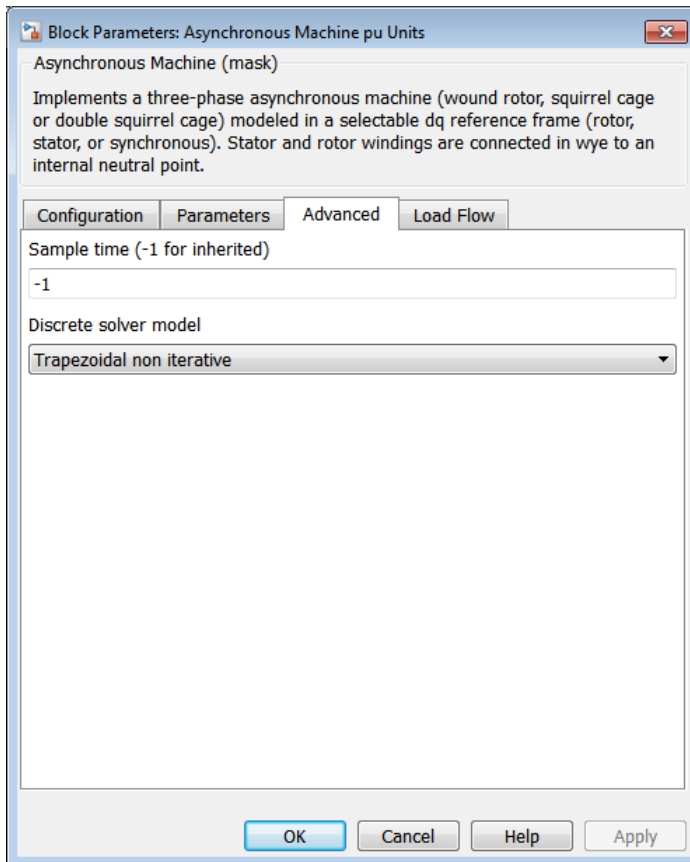 Block Parameters: Asynchronous Machine pu Units
Asynchronous Machine (mask)
Implements a three-phase asynchronous machine (wound rotor, squirrel cage
or double squirrel cage) modeled in a selectable dq reference frame (rotor,
stator, or synchronous). Stator and rotor windings are connected in wye to an
internal neutral point.
Configuration Parameters Advanced Load Flow
Sample time (-1 for inherited)
-1
Discrete solver model
Trapezoidal non iterative
OK Cancel Help Apply